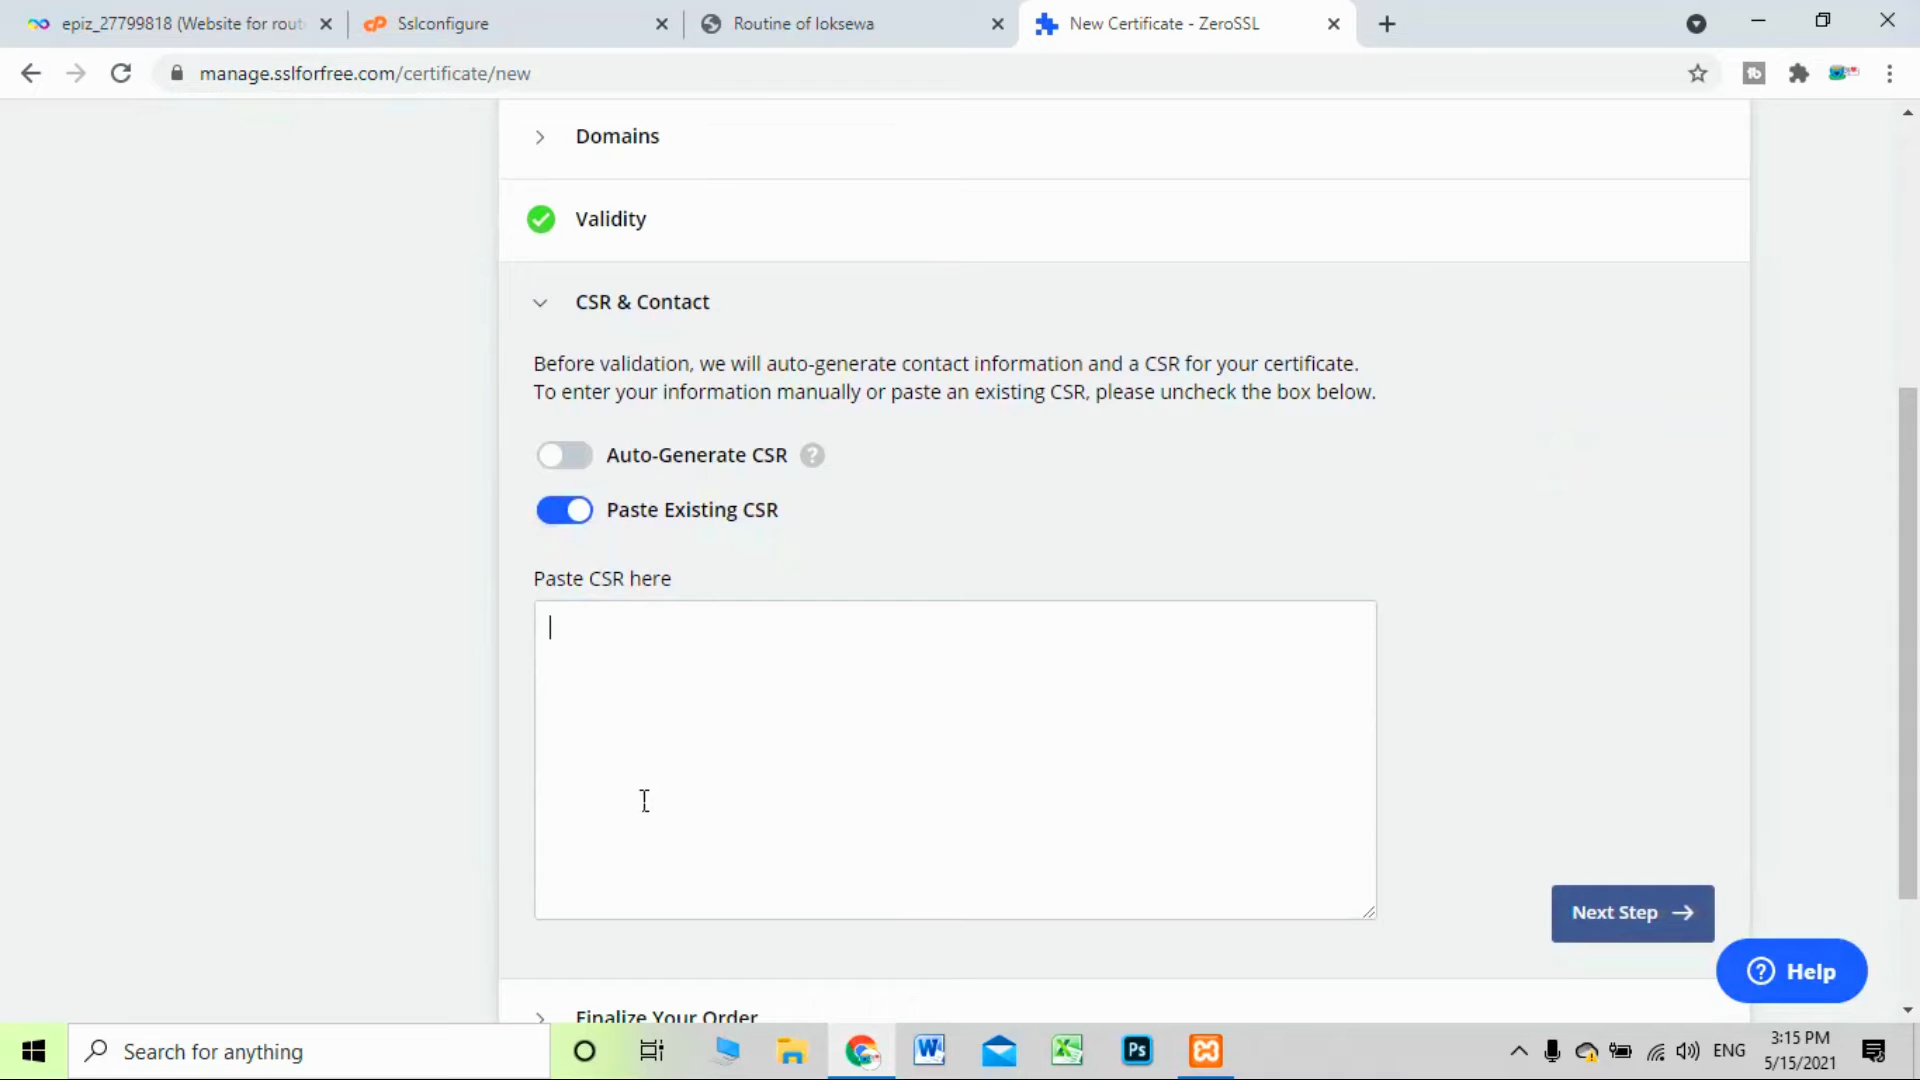 epiz_27799818 (Website for rout
Sslconfigure
Routine of loksewa
New Certificate - ZeroSSL
manage.sslforfree.com/certificate/new
Domains
Validity
CSR & Contact
Before validation, we will auto-generate contact information and a CSR for your certificate.
To enter your information manually or paste an existing CSR, please uncheck the box below.
Auto-Generate CSR ?
Paste Existing CSR
Paste CSR here
Next Step →
? Help
Finalize Your Order
Search for anything
W
Ps
ENG
3:15 PM
5/15/2021